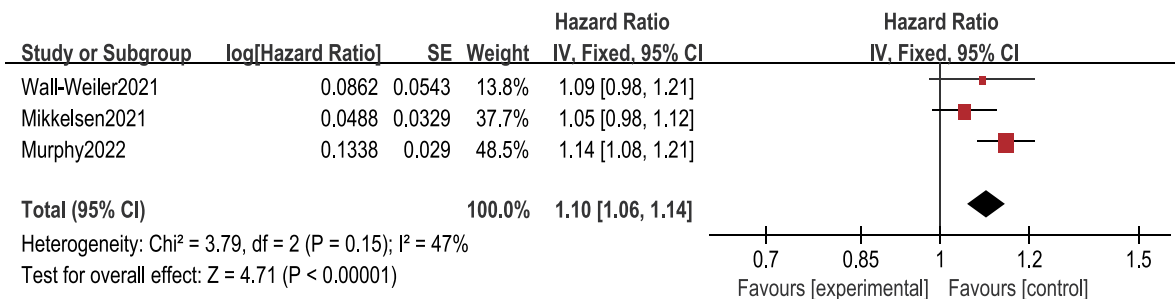 Hazard Ratio Hazard Ratio
Study or Subgroup log[Hazard Ratio] SE Weight IV, Fixed, 95% CI IV, Fixed, 95% CI
Wall-Weiler2021 0.0862 0.0543 13.8% 1.09 [0.98, 1.21]
Mikkelsen2021 0.0488 0.0329 37.7% 1.05 [0.98, 1.12]
Murphy2022 0.1338 0.029 48.5% 1.14 [1.08, 1.21]
Total (95% CI) 100.0% 1.10 [1.06, 1.14]
Heterogeneity: Chi² = 3.79, df = 2 (P = 0.15); I² = 47%
Test for overall effect: Z = 4.71 (P < 0.00001)
0.7 0.85 1 1.2 1.5
Favours [experimental] Favours [control]